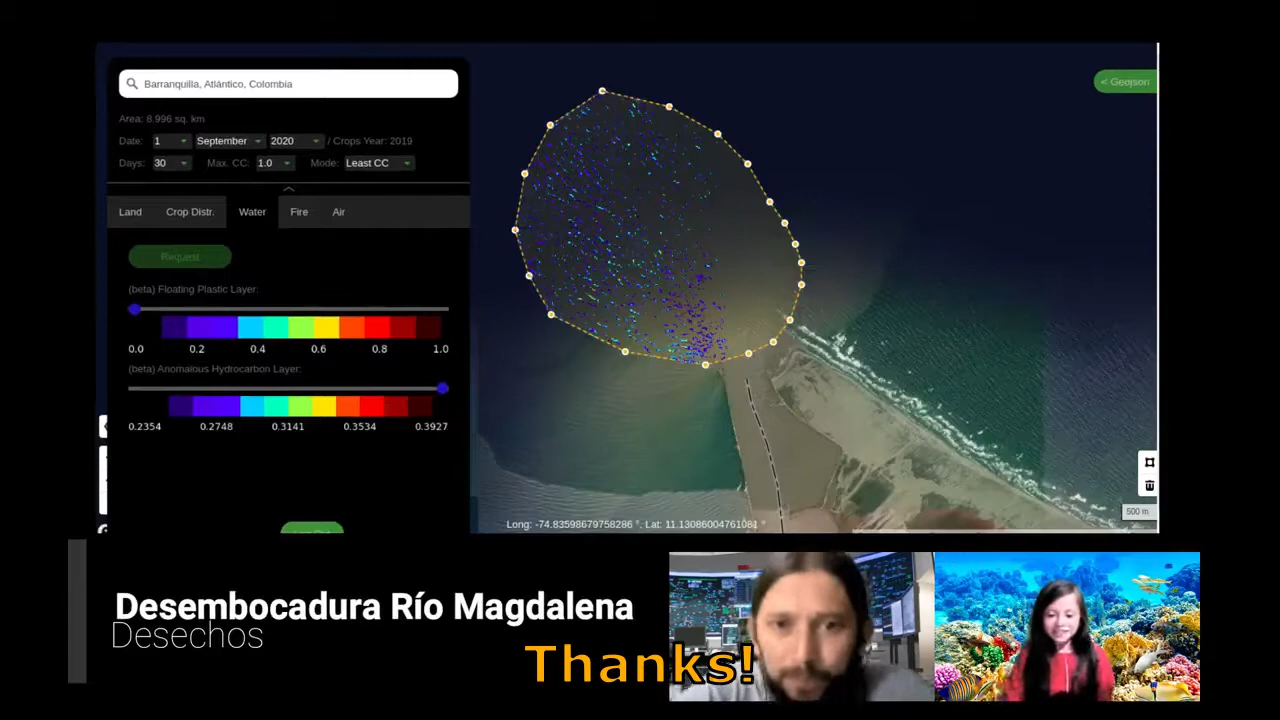 Barranquilla, Atlántico, Colombia
< Geojson
Area: 8.996 sq. km
Date: 1 September 2020 / Crops Year: 2019
Days: 30 Max. CC: 1.0 Mode: Least CC
Land Crop Distr. Water Fire Air
Request
(beta) Floating Plastic Layer:
0.0 0.2 0.4 0.6 0.8 1.0
(beta) Anomalous Hydrocarbon Layer:
0.2354 0.2748 0.3141 0.3534 0.3927
500 m
Long: -74.83598679758286 °. Lat: 11.13086004761081 °
Desembocadura Río Magdalena
Desechos
Thanks!